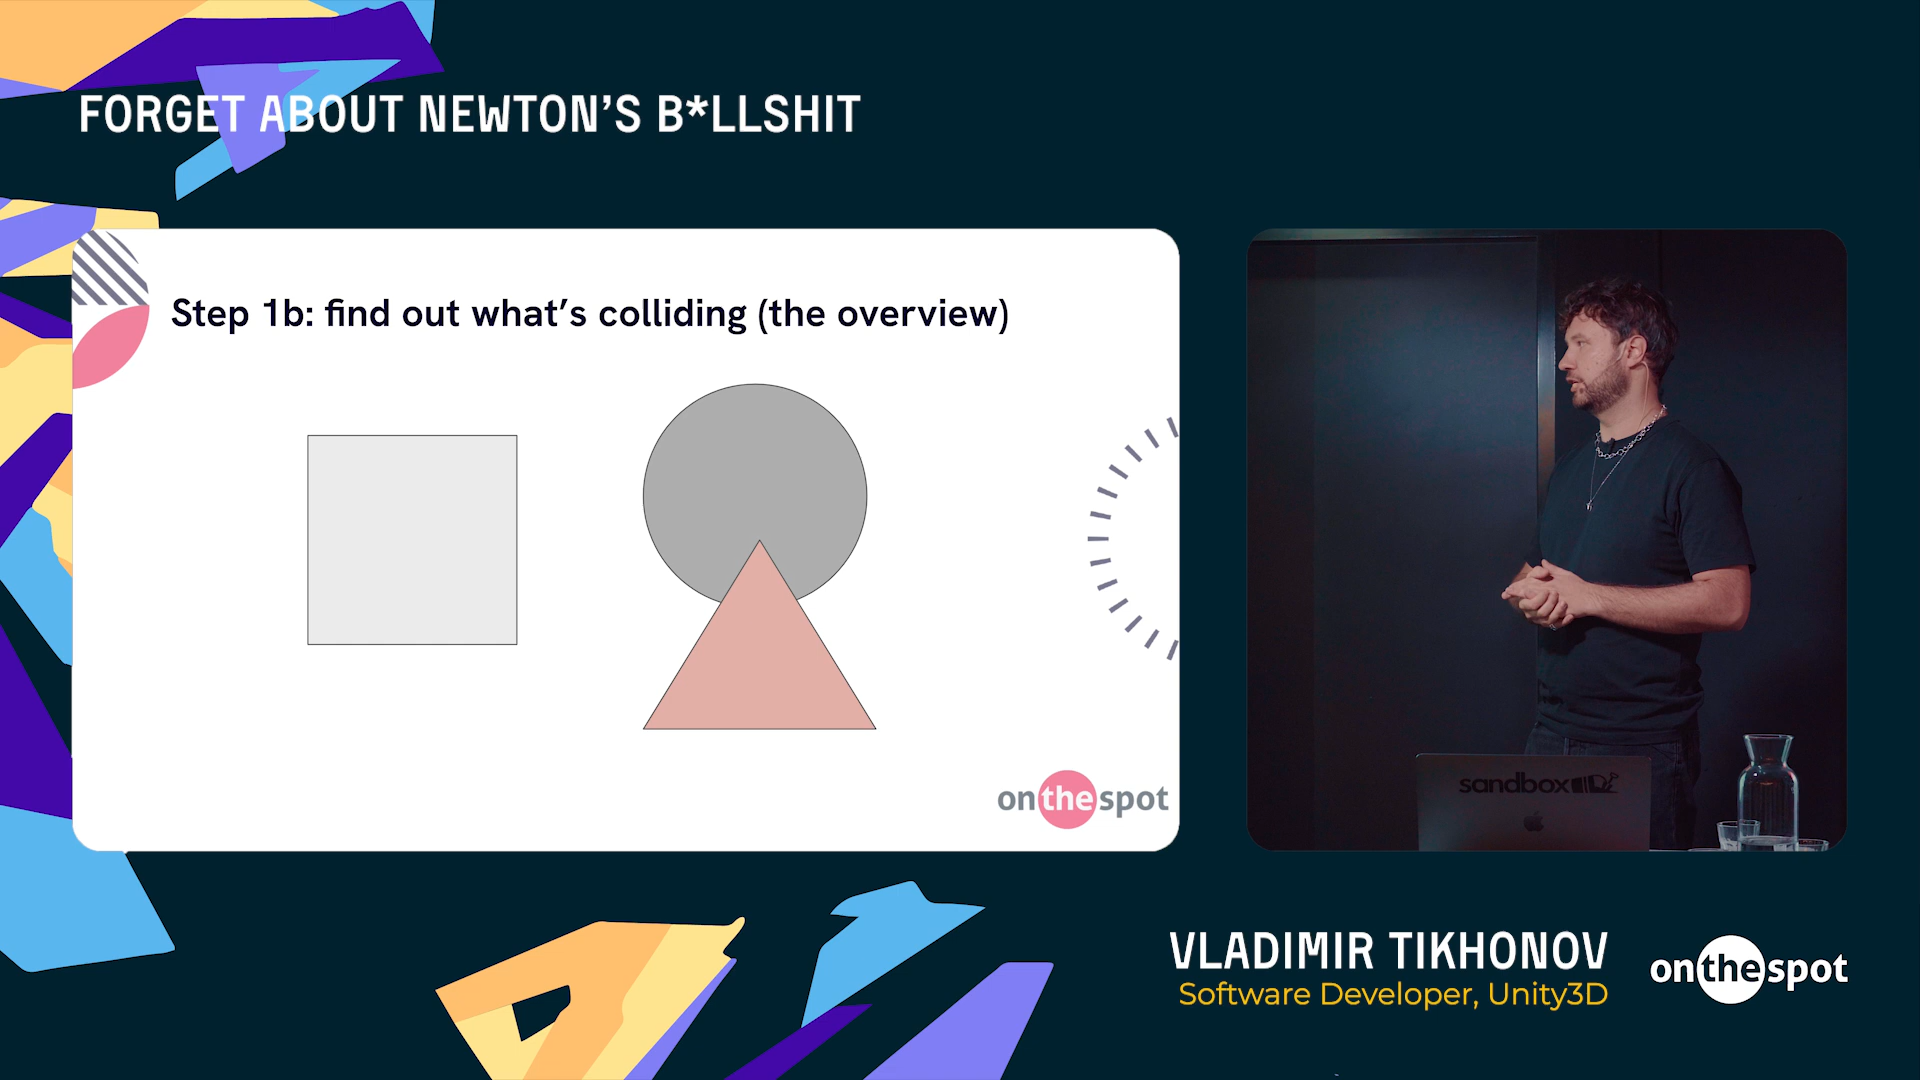 FORGET ABOUT NEWTON’S B*LLSHIT
Step 1b: find out what’s colliding (the overview)
onthespot
sandbox
VLADIMIR TIKHONOV
Software Developer, Unity3D
onthespot